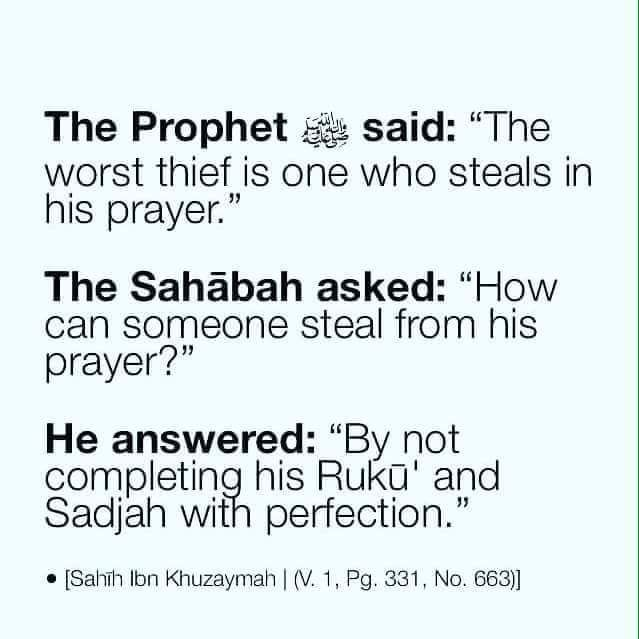 The Prophet ﷺ said: “The
worst thief is one who steals in
his prayer.”
The Sahābah asked: “How
can someone steal from his
prayer?”
He answered: “By not
completing his Rukū' and
Sadjah with perfection.”
• [Sahīh Ibn Khuzaymah | (V. 1, Pg. 331, No. 663)]